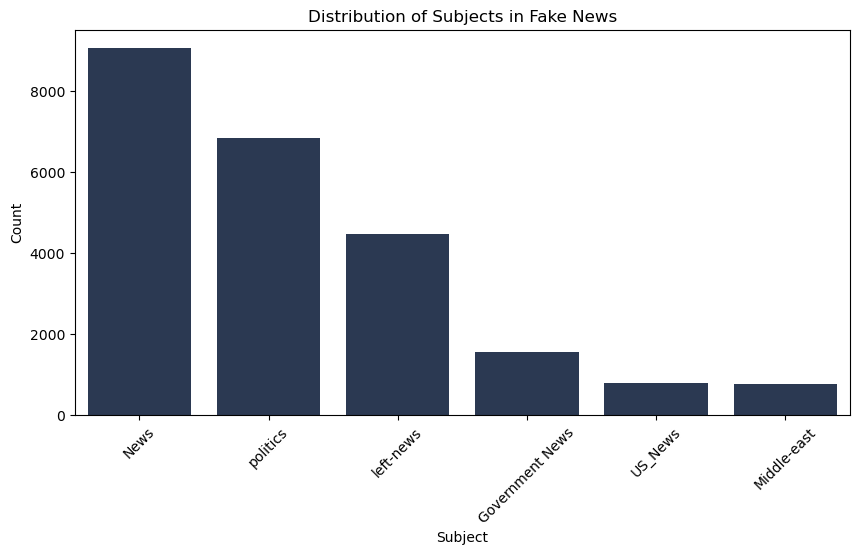 Distribution of Subjects in Fake News
Count
8000
6000
4000
2000
0
News
politics
left-news
Government News
US_News
Middle-east
Subject